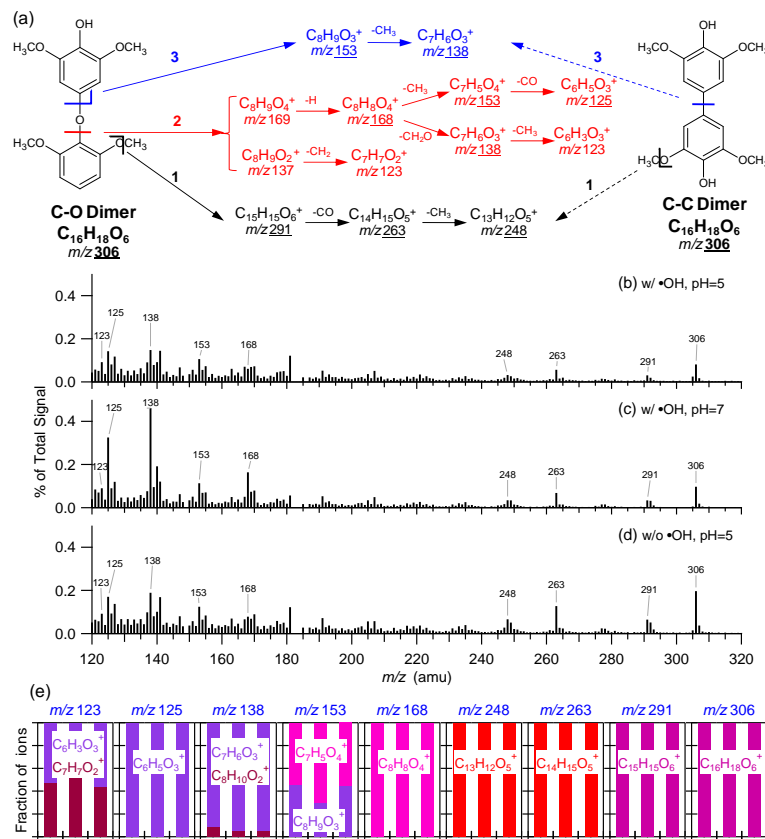 (a)
OH
OCH₃
H₃CO
3
C₈H₉O₃⁺
m/z 153
-CH₃
C₇H₆O₃⁺
m/z 138
3
OH
H₃CO
OCH₃
O
2
C₈H₉O₄⁺
m/z 169
-H
C₈H₈O₄⁺
m/z 168
-CH₃
C₇H₅O₄⁺
m/z 153
-CO
C₆H₅O₃⁺
m/z 125
-CH₂O
C₇H₆O₃⁺
m/z 138
-CH₃
C₆H₃O₃⁺
m/z 123
C₈H₉O₂⁺
m/z 137
-CH₂
C₇H₇O₂⁺
m/z 123
H₃CO
OCH₃
1
1
H₃CO
OCH₃
OH
C-O Dimer
C₁₆H₁₈O₆
m/z 306
C₁₅H₁₅O₆⁺
m/z 291
-CO
C₁₄H₁₅O₅⁺
m/z 263
-CH₃
C₁₃H₁₂O₅⁺
m/z 248
C-C Dimer
C₁₆H₁₈O₆
m/z 306
% of Total Signal
(b) w/ •OH, pH=5
0.4
0.2
0.0
123
125
138
153
168
248
263
291
306
(c) w/ •OH, pH=7
0.4
0.2
0.0
123
125
138
153
168
248
263
291
306
(d) w/o •OH, pH=5
0.4
0.2
0.0
123
125
138
153
168
248
263
291
306
120 140 160 180 200 220 240 260 280 300 320
m/z (amu)
(e)
m/z 123 m/z 125 m/z 138 m/z 153 m/z 168 m/z 248 m/z 263 m/z 291 m/z 306
Fraction of ions
C₆H₃O₃⁺
C₇H₇O₂⁺
C₆H₅O₃⁺
C₇H₆O₃⁺
C₈H₁₀O₂⁺
C₇H₅O₄⁺
C₈H₉O₃⁺
C₈H₈O₄⁺
C₁₃H₁₂O₅⁺
C₁₄H₁₅O₅⁺
C₁₅H₁₅O₆⁺
C₁₆H₁₈O₆⁺